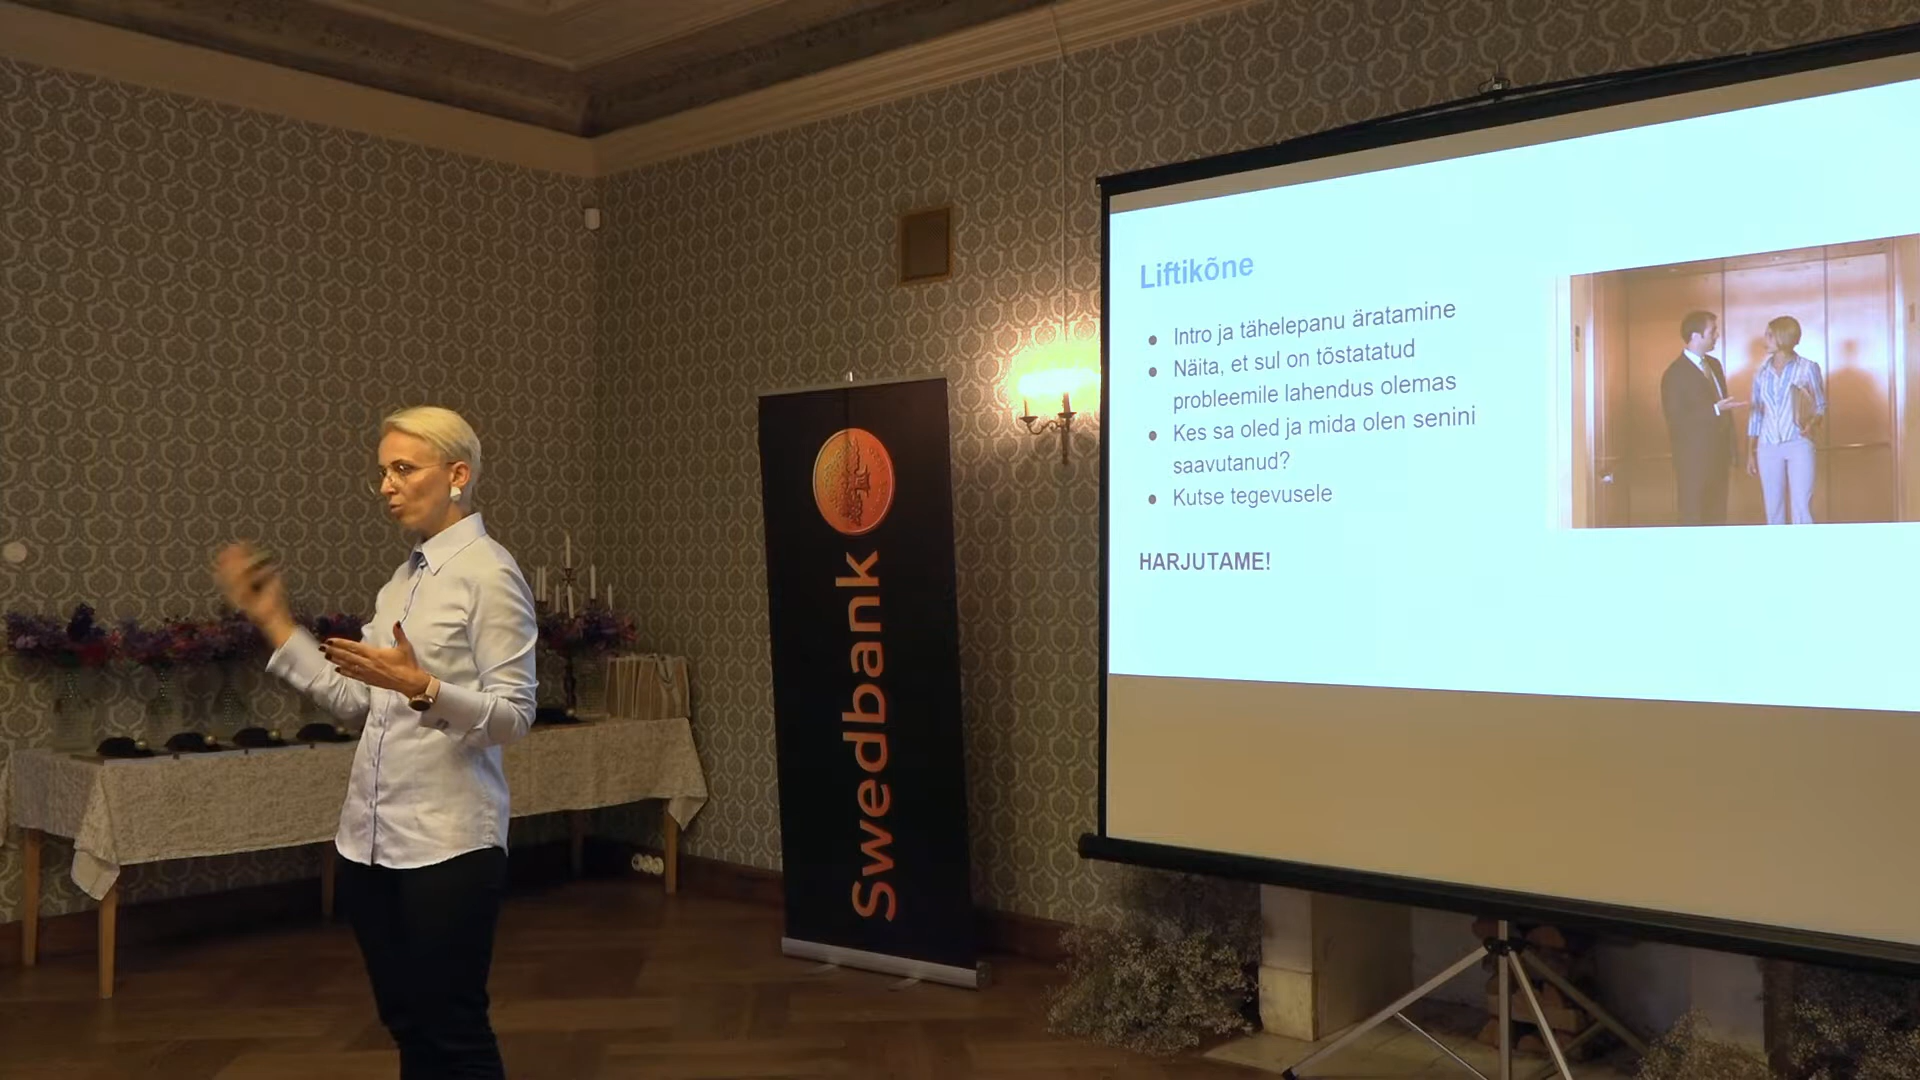 Liftikõne
Intro ja tähelepanu äratamine
Näita, et sul on tõstatatud
probleemile lahendus olemas
Kes sa oled ja mida olen senini
saavutanud?
Kutse tegevusele
HARJUTAME!
Swedbank